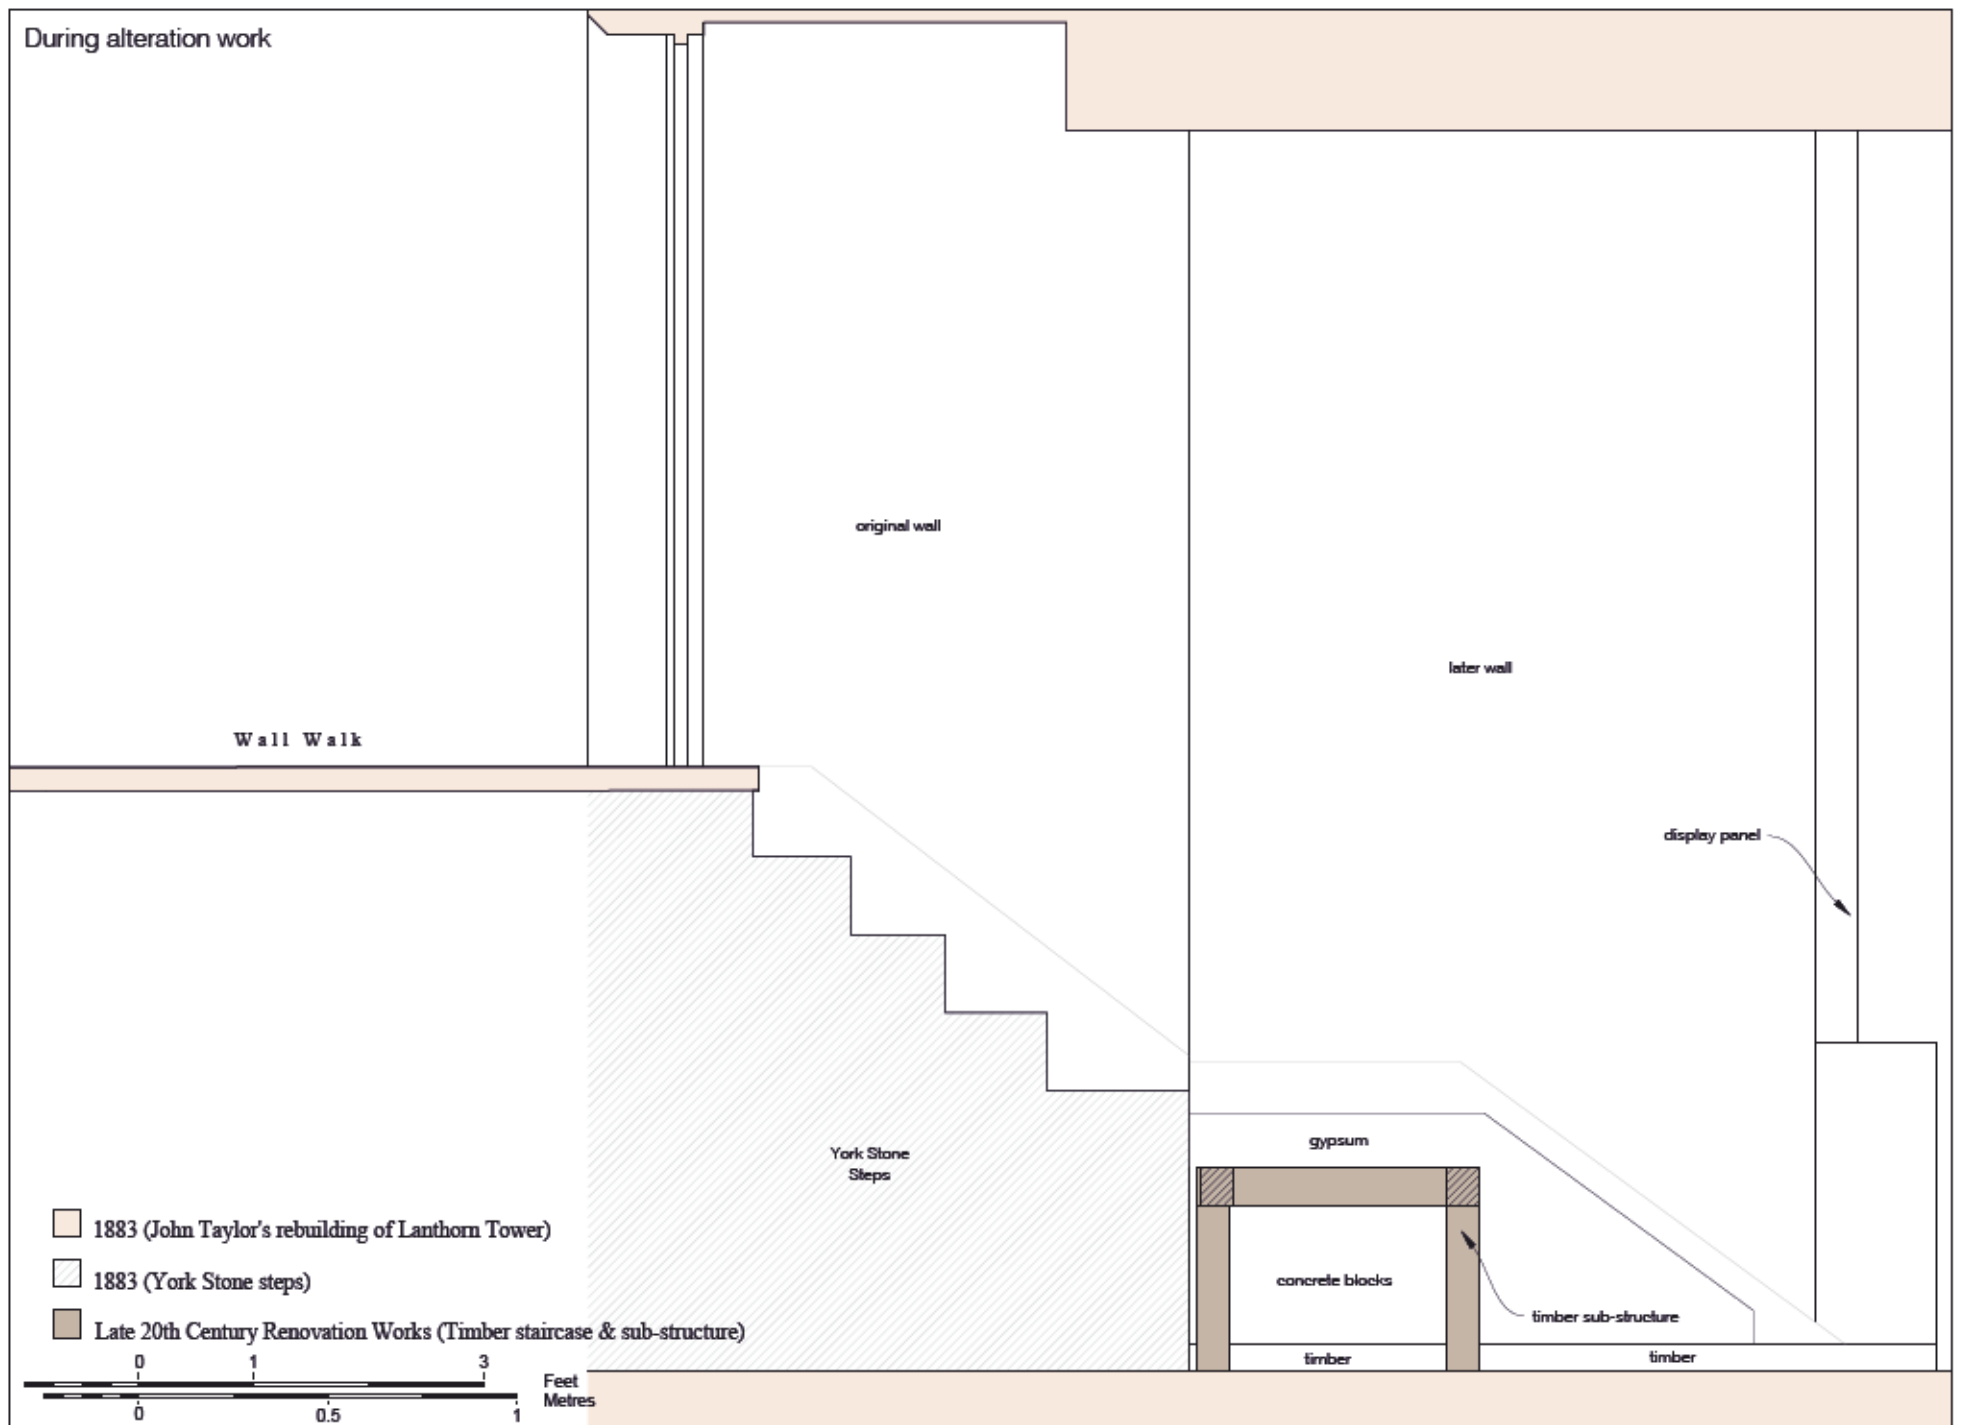 During alteration work
original wall
later wall
Wall Walk
display panel
gypsum
York Stone
Steps
1883 (John Taylor's rebuilding of Lanthorn Tower)
1883 (York Stone steps)
concrete blocks
timber sub-structure
Late 20th Century Renovation Works (Timber staircase & sub-structure)
timber
timber
0 1 3
Feet
Metres
0 0.5 1